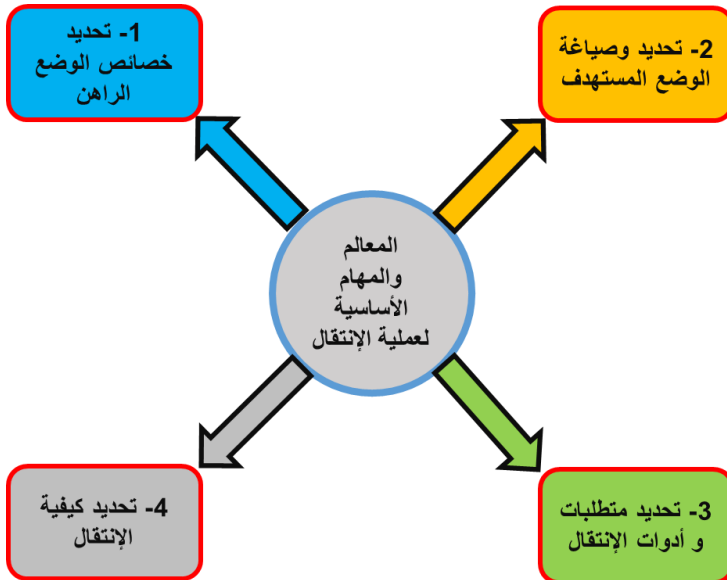 1- تحديد
خصائص الوضع
الراهن
2- تحديد وصياغة
الوضع المستهدف
المعالم
والمهام
الأساسية
لعملية الإنتقال
3- تحديد متطلبات
و أدوات الإنتقال
4- تحديد كيفية
الإنتقال